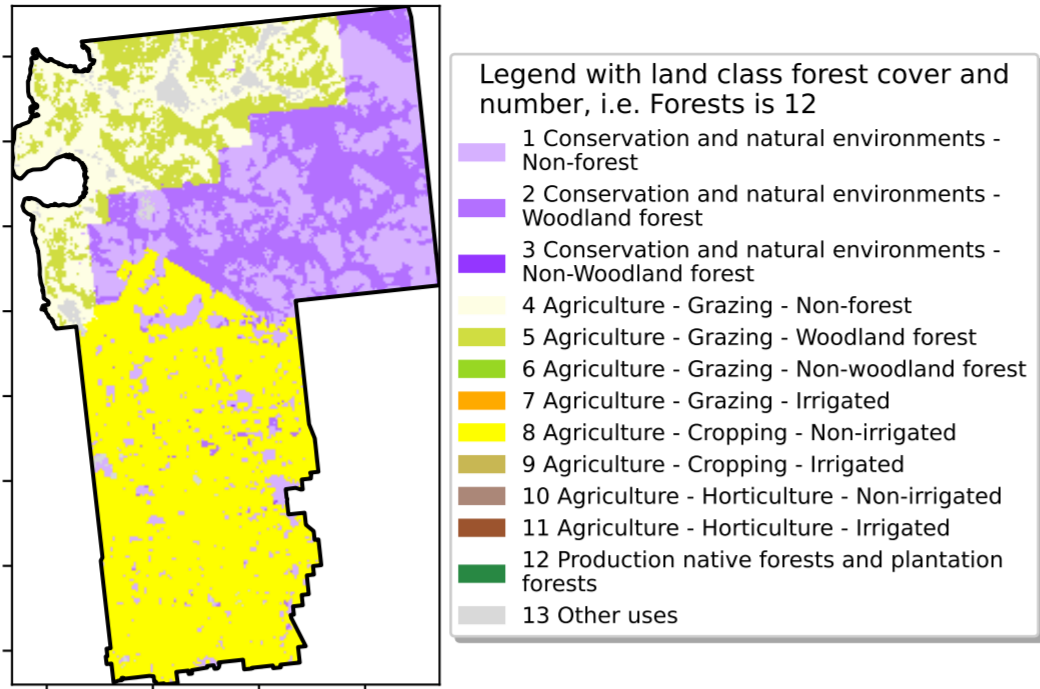 Legend with land class forest cover and
number, i.e. Forests is 12
1 Conservation and natural environments -
Non-forest
2 Conservation and natural environments -
Woodland forest
3 Conservation and natural environments -
Non-Woodland forest
4 Agriculture - Grazing - Non-forest
5 Agriculture - Grazing - Woodland forest
6 Agriculture - Grazing - Non-woodland forest
7 Agriculture - Grazing - Irrigated
8 Agriculture - Cropping - Non-irrigated
9 Agriculture - Cropping - Irrigated
10 Agriculture - Horticulture - Non-irrigated
11 Agriculture - Horticulture - Irrigated
12 Production native forests and plantation
forests
13 Other uses